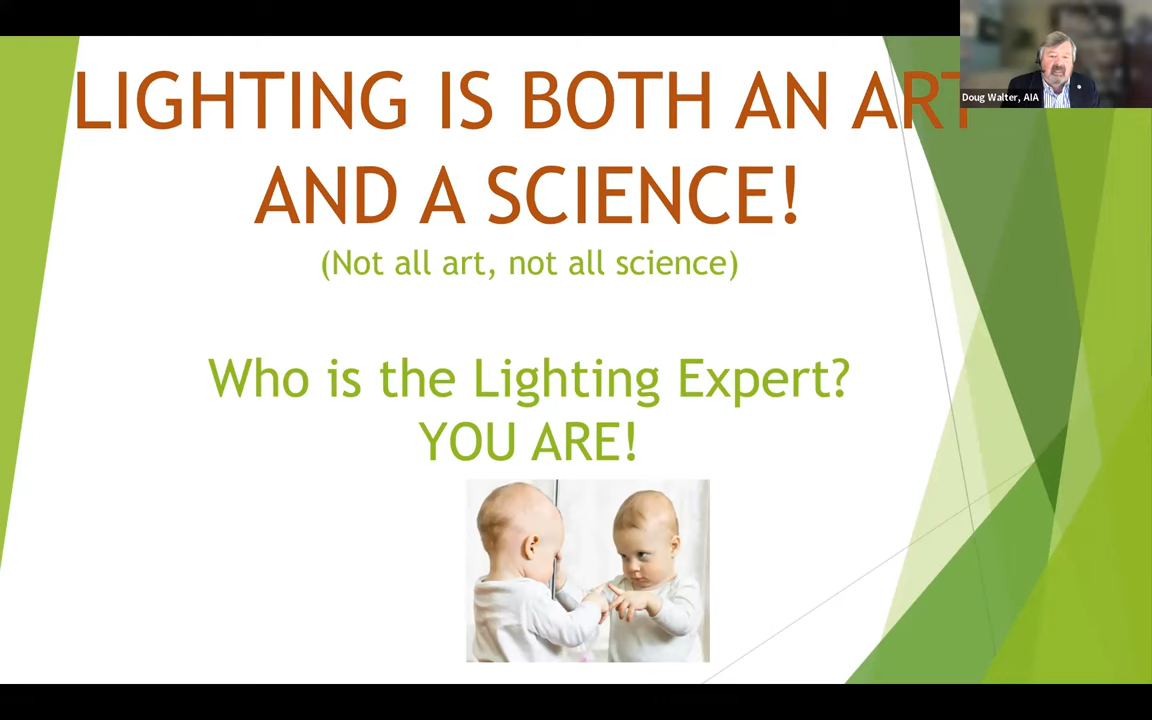 LIGHTING IS BOTH AN ART
AND A SCIENCE!
(Not all art, not all science)
Who is the Lighting Expert?
YOU ARE!
Doug Walter, AIA